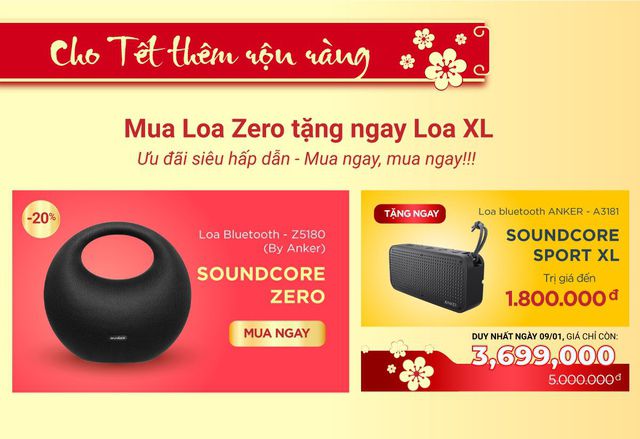 Cho Tết thêm rộn ràng
Mua Loa Zero tặng ngay Loa XL
Ưu đãi siêu hấp dẫn - Mua ngay, mua ngay!!!
-20%
Loa Bluetooth - Z5180
(By Anker)
SOUNDCORE
ZERO
MUA NGAY
TẶNG NGAY
Loa bluetooth ANKER - A3181
SOUNDCORE
SPORT XL
Trị giá đến
1.800.000đ
ANKER
DUY NHẤT NGÀY 09/01, GIÁ CHỈ CÒN:
3,699,000
5.000.000đ